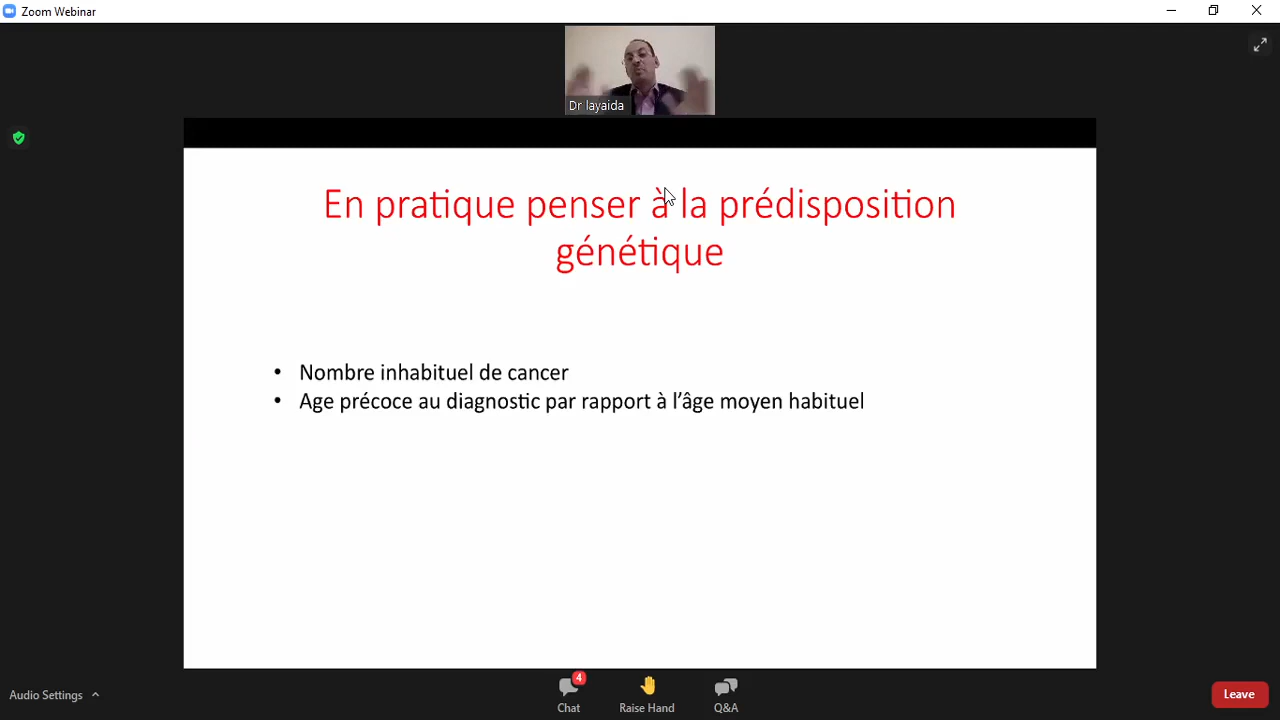 Zoom Webinar
Dr layaida
En pratique penser à la prédisposition
génétique
• Nombre inhabituel de cancer
• Age précoce au diagnostic par rapport à l’âge moyen habituel
Audio Settings
4
Chat
Raise Hand
Q&A
Leave